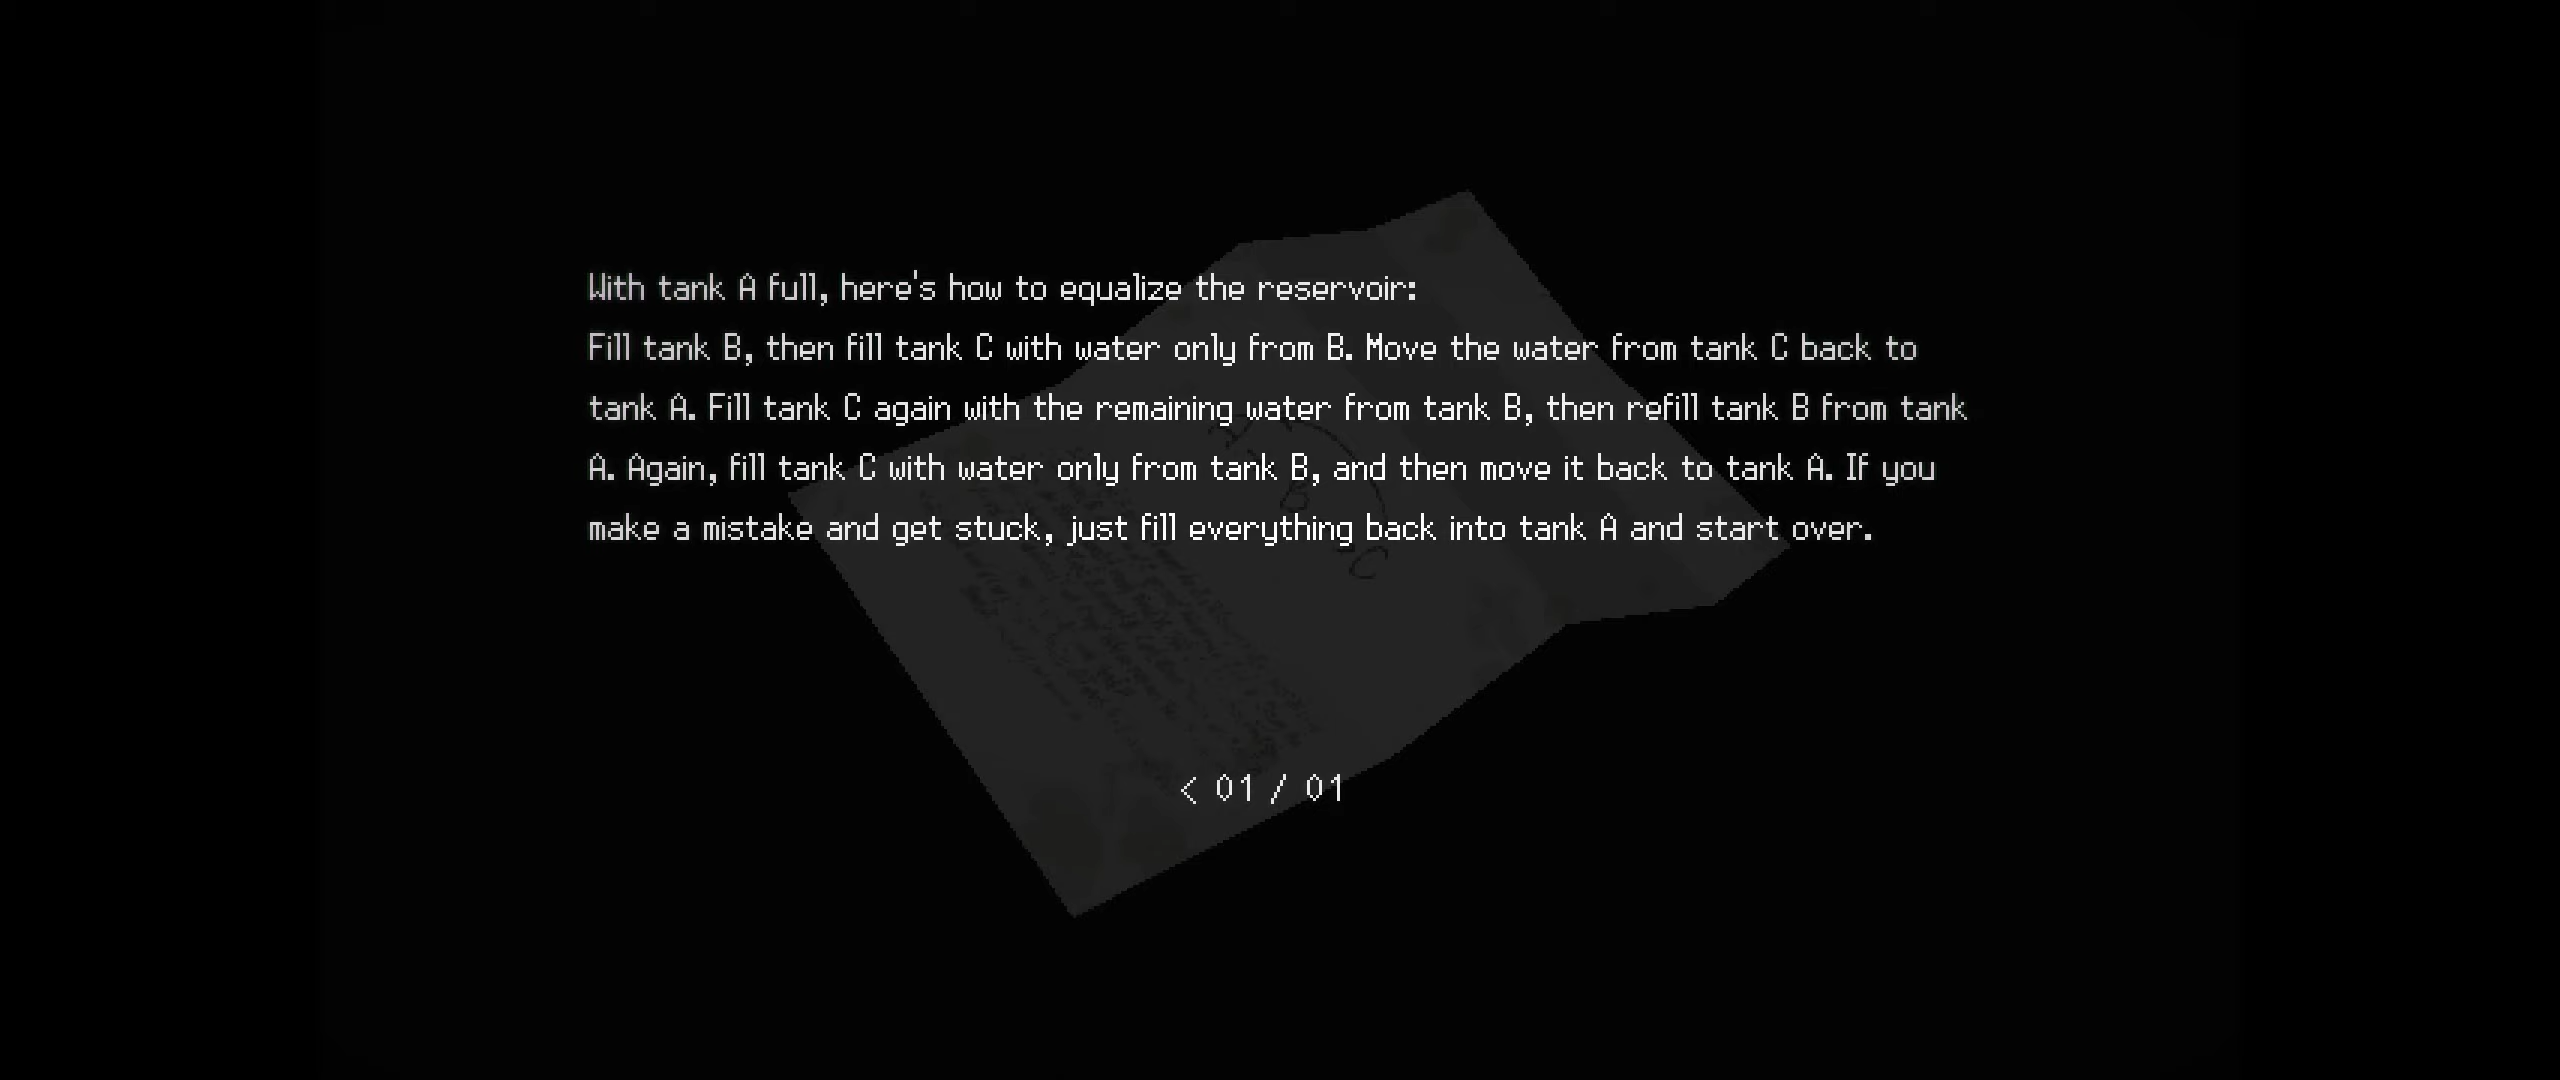 With tank A full, here's how to equalize the reservoir:
Fill tank B, then fill tank C with water only from B. Move the water from tank C back to
tank A. Fill tank C again with the remaining water from tank B, then refill tank B from tank
A. Again, fill tank C with water only from tank B, and then move it back to tank A. If you
make a mistake and get stuck, just fill everything back into tank A and start over.
A
B
C
< 01 / 01